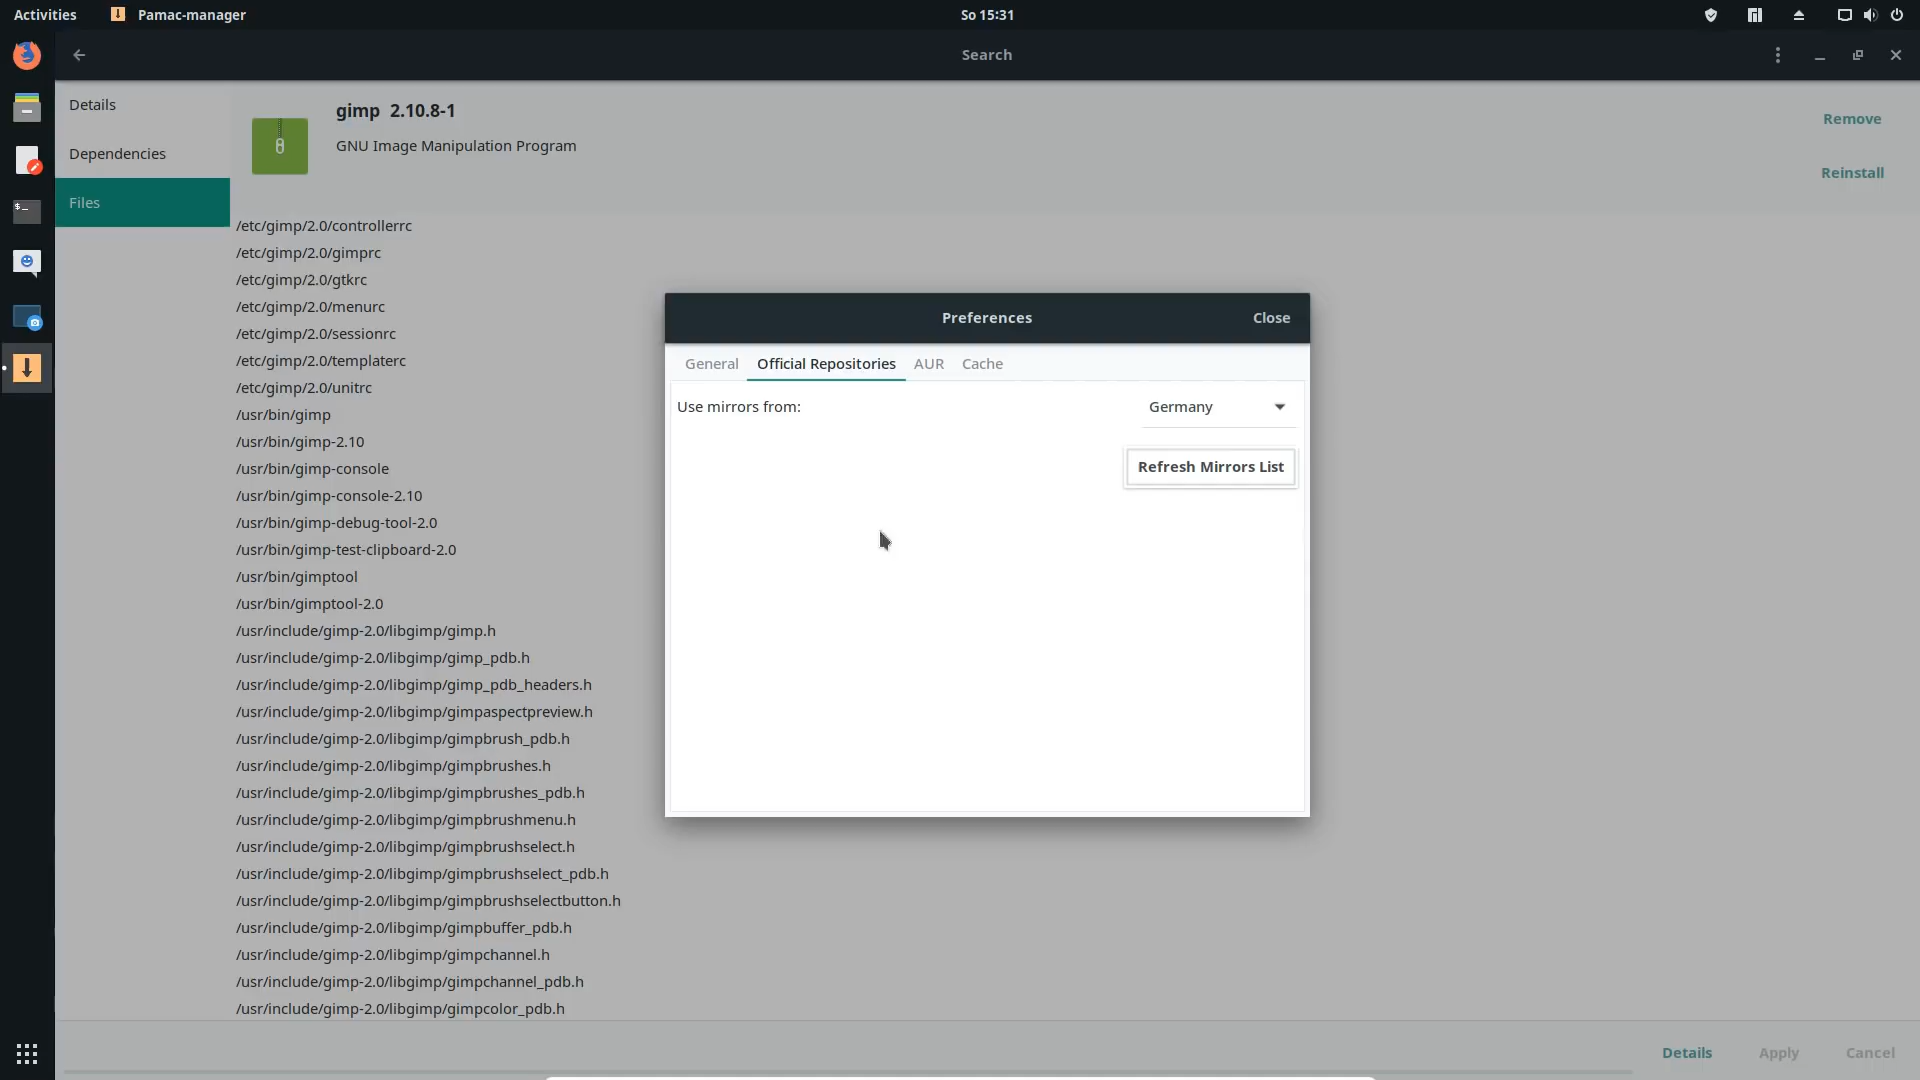 Activities
Pamac-manager
So 15:31
Search
Details
Dependencies
Files
gimp 2.10.8-1
GNU Image Manipulation Program
Remove
Reinstall
/etc/gimp/2.0/controllerrc
/etc/gimp/2.0/gimprc
/etc/gimp/2.0/gtkrc
/etc/gimp/2.0/menurc
/etc/gimp/2.0/sessionrc
/etc/gimp/2.0/templaterc
/etc/gimp/2.0/unitrc
/usr/bin/gimp
/usr/bin/gimp-2.10
/usr/bin/gimp-console
/usr/bin/gimp-console-2.10
/usr/bin/gimp-debug-tool-2.0
/usr/bin/gimp-test-clipboard-2.0
/usr/bin/gimptool
/usr/bin/gimptool-2.0
/usr/include/gimp-2.0/libgimp/gimp.h
/usr/include/gimp-2.0/libgimp/gimp_pdb.h
/usr/include/gimp-2.0/libgimp/gimp_pdb_headers.h
/usr/include/gimp-2.0/libgimp/gimpaspectpreview.h
/usr/include/gimp-2.0/libgimp/gimpbrush_pdb.h
/usr/include/gimp-2.0/libgimp/gimpbrushes.h
/usr/include/gimp-2.0/libgimp/gimpbrushes_pdb.h
/usr/include/gimp-2.0/libgimp/gimpbrushmenu.h
/usr/include/gimp-2.0/libgimp/gimpbrushselect.h
/usr/include/gimp-2.0/libgimp/gimpbrushselect_pdb.h
/usr/include/gimp-2.0/libgimp/gimpbrushselectbutton.h
/usr/include/gimp-2.0/libgimp/gimpbuffer_pdb.h
/usr/include/gimp-2.0/libgimp/gimpchannel.h
/usr/include/gimp-2.0/libgimp/gimpchannel_pdb.h
/usr/include/gimp-2.0/libgimp/gimpcolor_pdb.h
Preferences
Close
General
Official Repositories
AUR
Cache
Use mirrors from:
Germany
Refresh Mirrors List
Details
Apply
Cancel